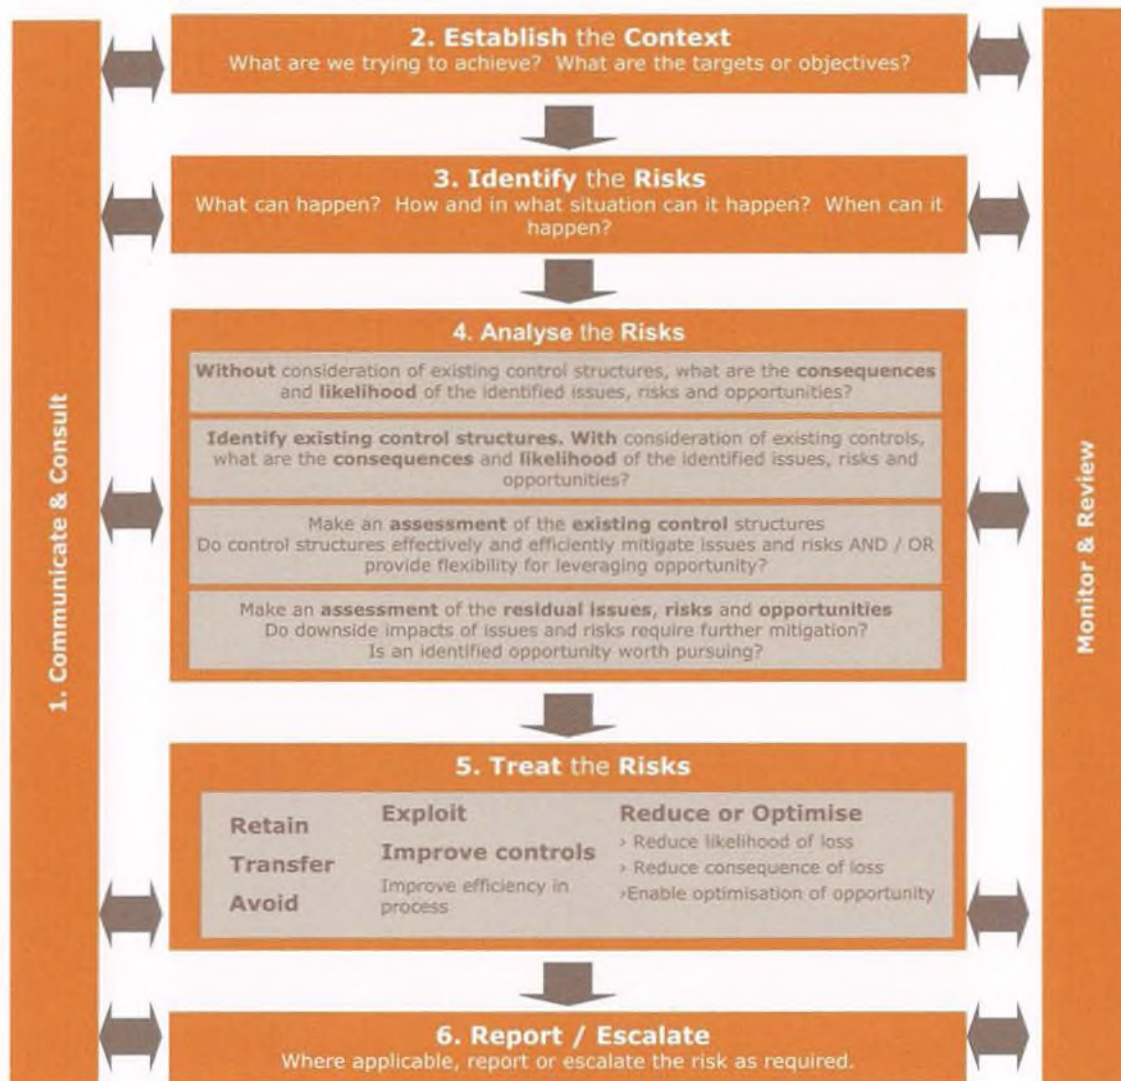 1. Communicate & Consult
2. Establish the Context
What are we trying to achieve? What are the targets or objectives?
3. Identify the Risks
What can happen? How and in what situation can it happen? When can it
happen?
4. Analyse the Risks
Without consideration of existing control structures, what are the consequences
and likelihood of the identified issues, risks and opportunities?
Identify existing control structures. With consideration of existing controls,
what are the consequences and likelihood of the identified issues, risks and
opportunities?
Make an assessment of the existing control structures
Do control structures effectively and efficiently mitigate issues and risks AND / OR
provide flexibility for leveraging opportunity?
Make an assessment of the residual issues, risks and opportunities
Do downside impacts of issues and risks require further mitigation?
Is an identified opportunity worth pursuing?
5. Treat the Risks
Retain
Transfer
Avoid
Exploit
Improve controls
Improve efficiency in
process
Reduce or Optimise
› Reduce likelihood of loss
› Reduce consequence of loss
›Enable optimisation of opportunity
6. Report / Escalate
Where applicable, report or escalate the risk as required.
Monitor & Review